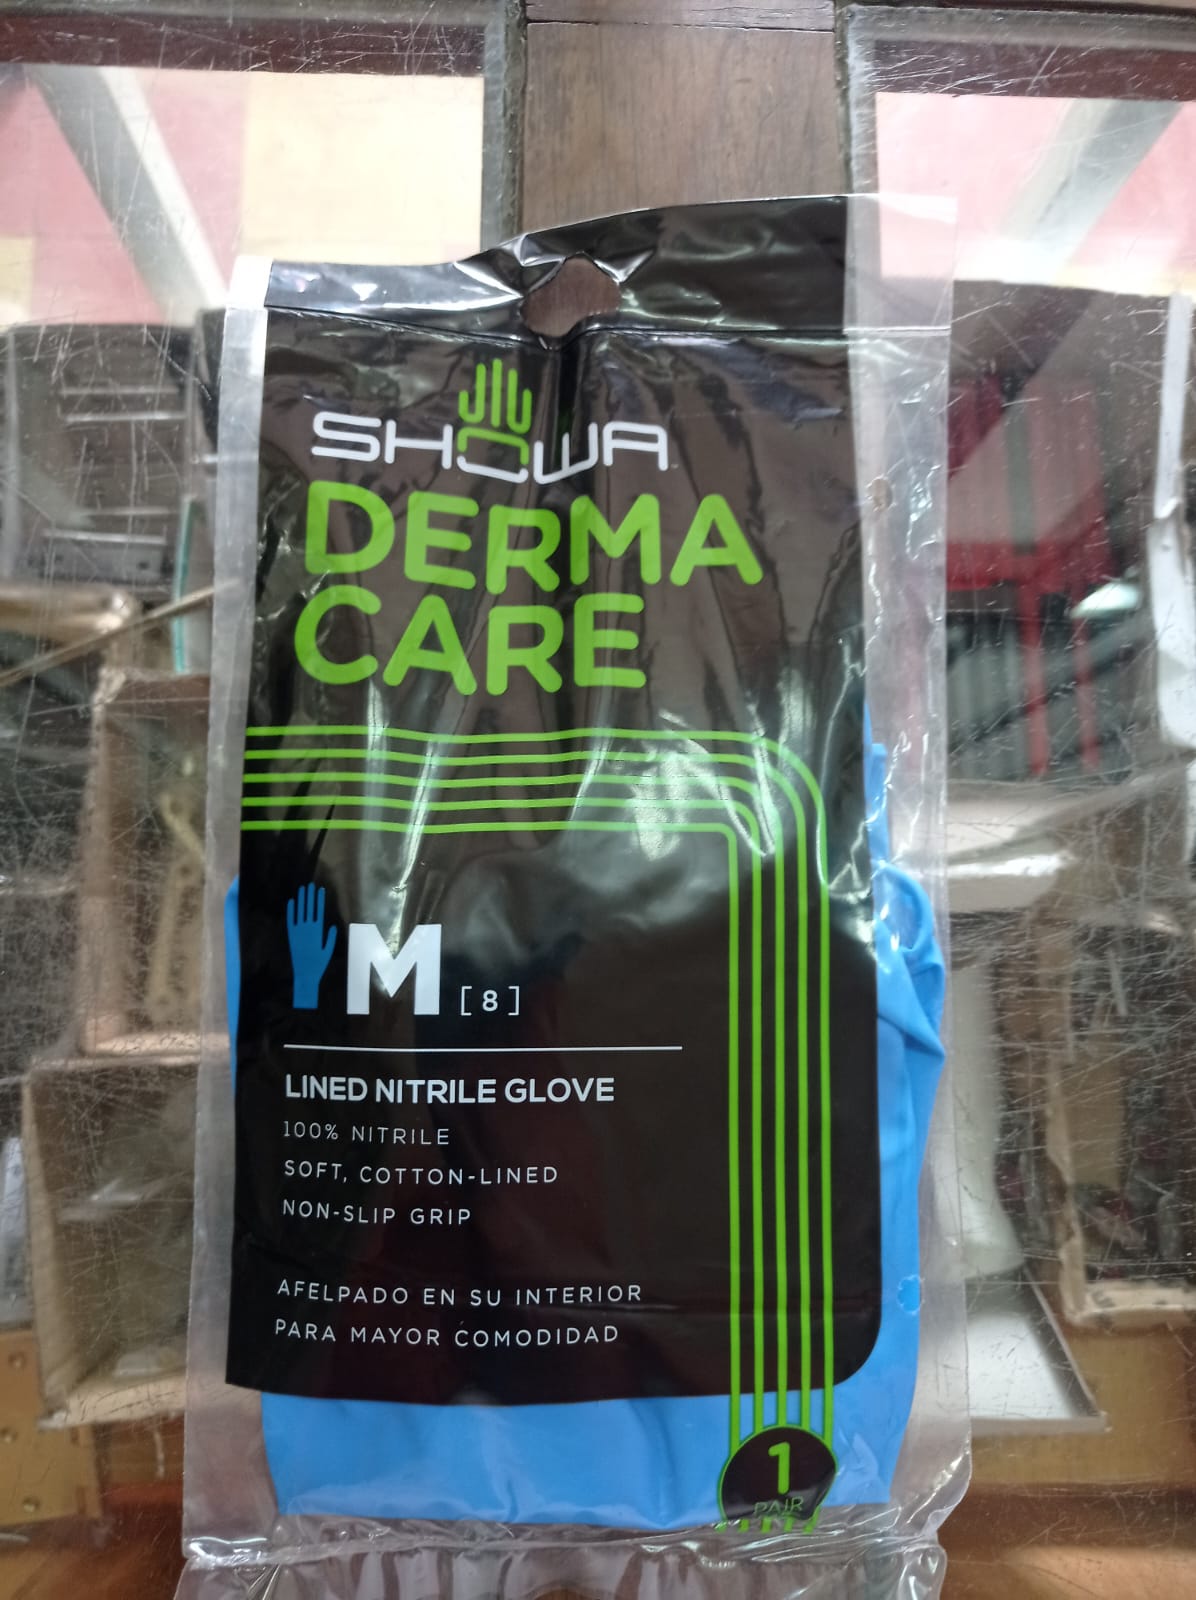 SHOWA
DERMA
CARE
M [8]
LINED NITRILE GLOVE
100% NITRILE
SOFT, COTTON-LINED
NON-SLIP GRIP
AFELPADO EN SU INTERIOR
PARA MAYOR COMODIDAD
1
PAIR